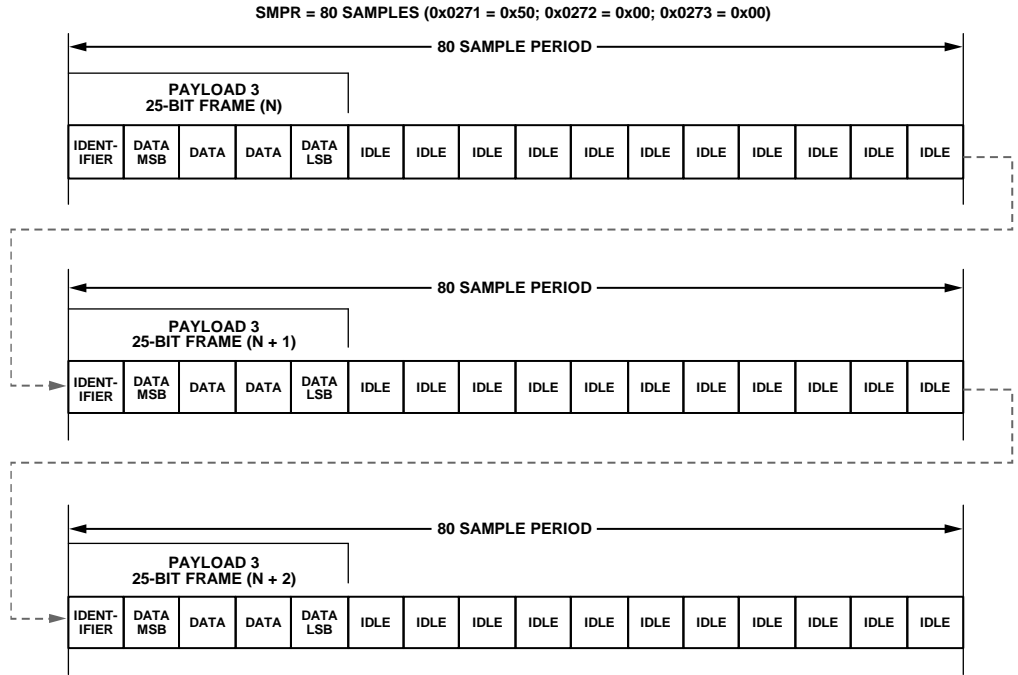 SMPR = 80 SAMPLES (0x0271 = 0x50; 0x0272 = 0x00; 0x0273 = 0x00)
80 SAMPLE PERIOD
PAYLOAD 3
25-BIT FRAME (N)
IDENT-
IFIER
DATA
MSB
DATA
DATA
DATA
LSB
IDLE
IDLE
IDLE
IDLE
IDLE
IDLE
IDLE
IDLE
IDLE
IDLE
IDLE
80 SAMPLE PERIOD
PAYLOAD 3
25-BIT FRAME (N + 1)
IDENT-
IFIER
DATA
MSB
DATA
DATA
DATA
LSB
IDLE
IDLE
IDLE
IDLE
IDLE
IDLE
IDLE
IDLE
IDLE
IDLE
IDLE
80 SAMPLE PERIOD
PAYLOAD 3
25-BIT FRAME (N + 2)
IDENT-
IFIER
DATA
MSB
DATA
DATA
DATA
LSB
IDLE
IDLE
IDLE
IDLE
IDLE
IDLE
IDLE
IDLE
IDLE
IDLE
IDLE